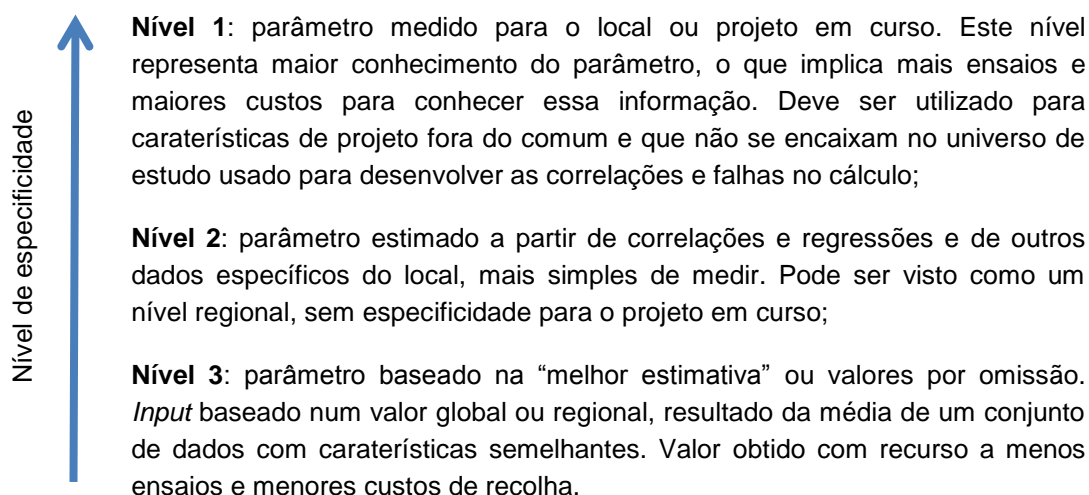 Nível de especificidade
Nível 1: parâmetro medido para o local ou projeto em curso. Este nível
representa maior conhecimento do parâmetro, o que implica mais ensaios e
maiores custos para conhecer essa informação. Deve ser utilizado para
caraterísticas de projeto fora do comum e que não se encaixam no universo de
estudo usado para desenvolver as correlações e falhas no cálculo;
Nível 2: parâmetro estimado a partir de correlações e regressões e de outros
dados específicos do local, mais simples de medir. Pode ser visto como um
nível regional, sem especificidade para o projeto em curso;
Nível 3: parâmetro baseado na “melhor estimativa” ou valores por omissão.
Input baseado num valor global ou regional, resultado da média de um conjunto
de dados com caraterísticas semelhantes. Valor obtido com recurso a menos
ensaios e menores custos de recolha.